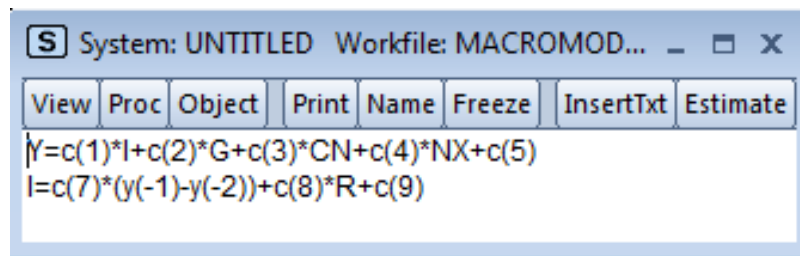 S System: UNTITLED Workfile: MACROMOD...
View Proc Object Print Name Freeze InsertTxt Estimate
Y=c(1)*I+c(2)*G+c(3)*CN+c(4)*NX+c(5)
I=c(7)*(y(-1)-y(-2))+c(8)*R+c(9)